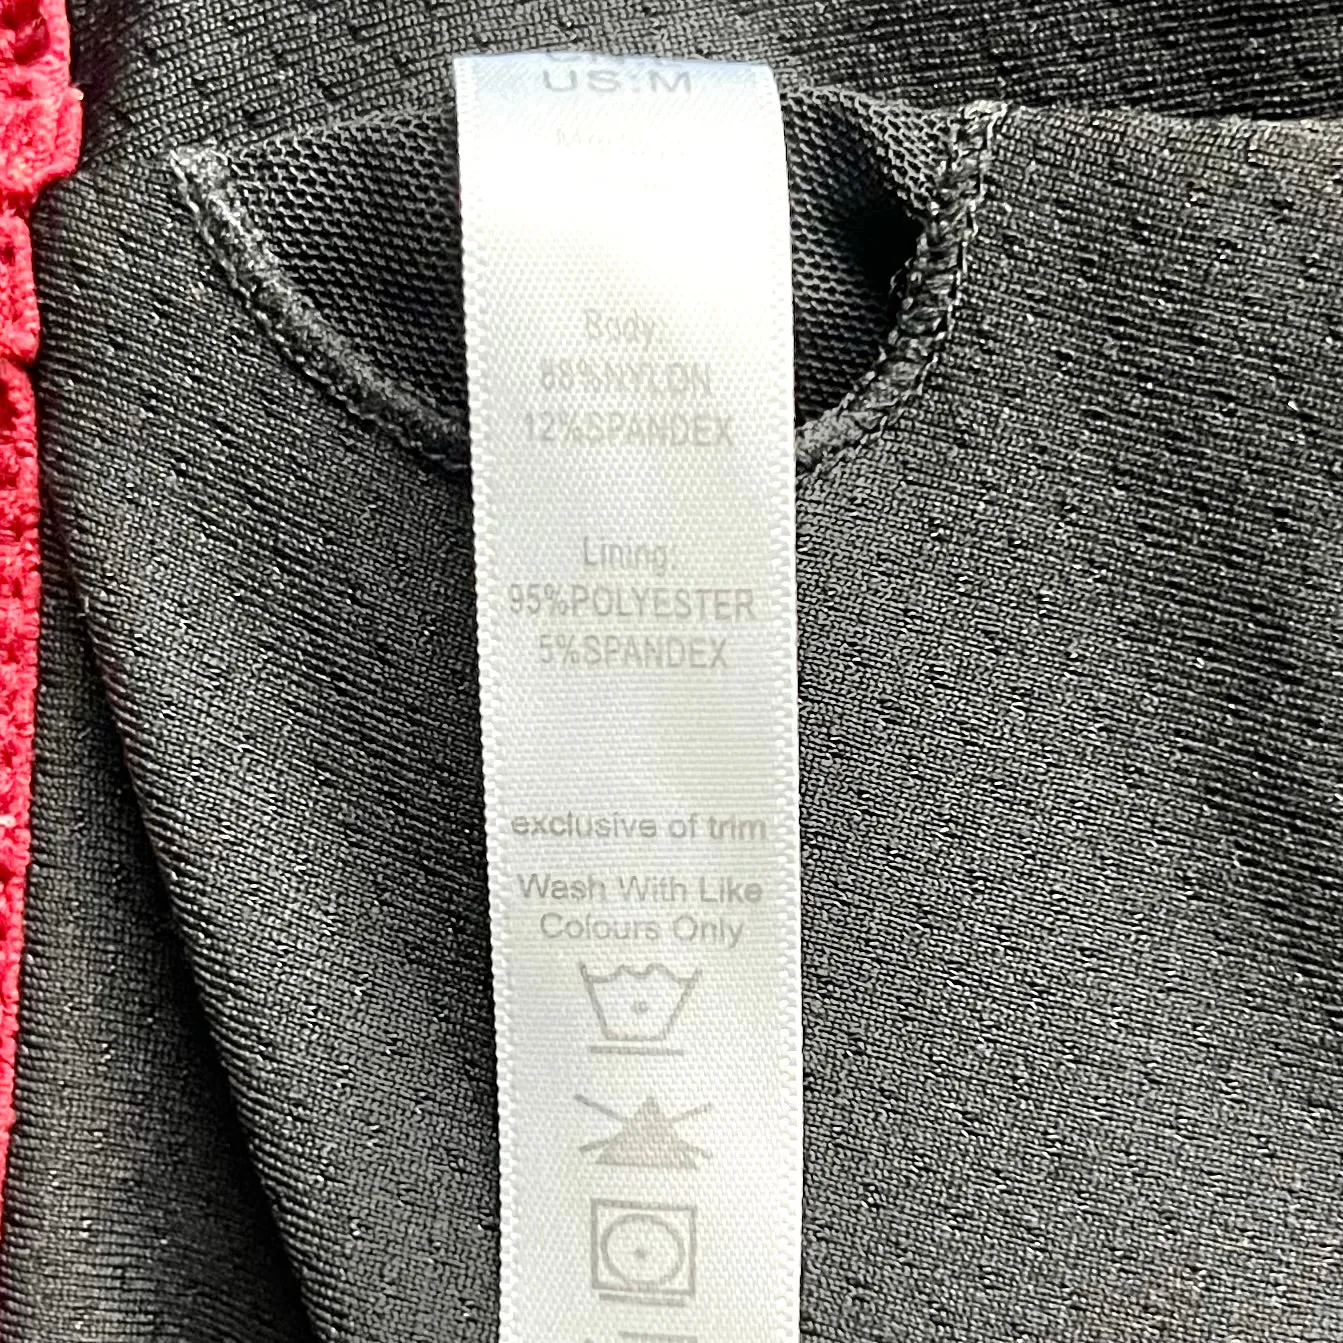 US:M
Body:
88%NYLON
12%SPANDEX
Lining:
95%POLYESTER
5%SPANDEX
exclusive of trim
Wash With Like
Colours Only